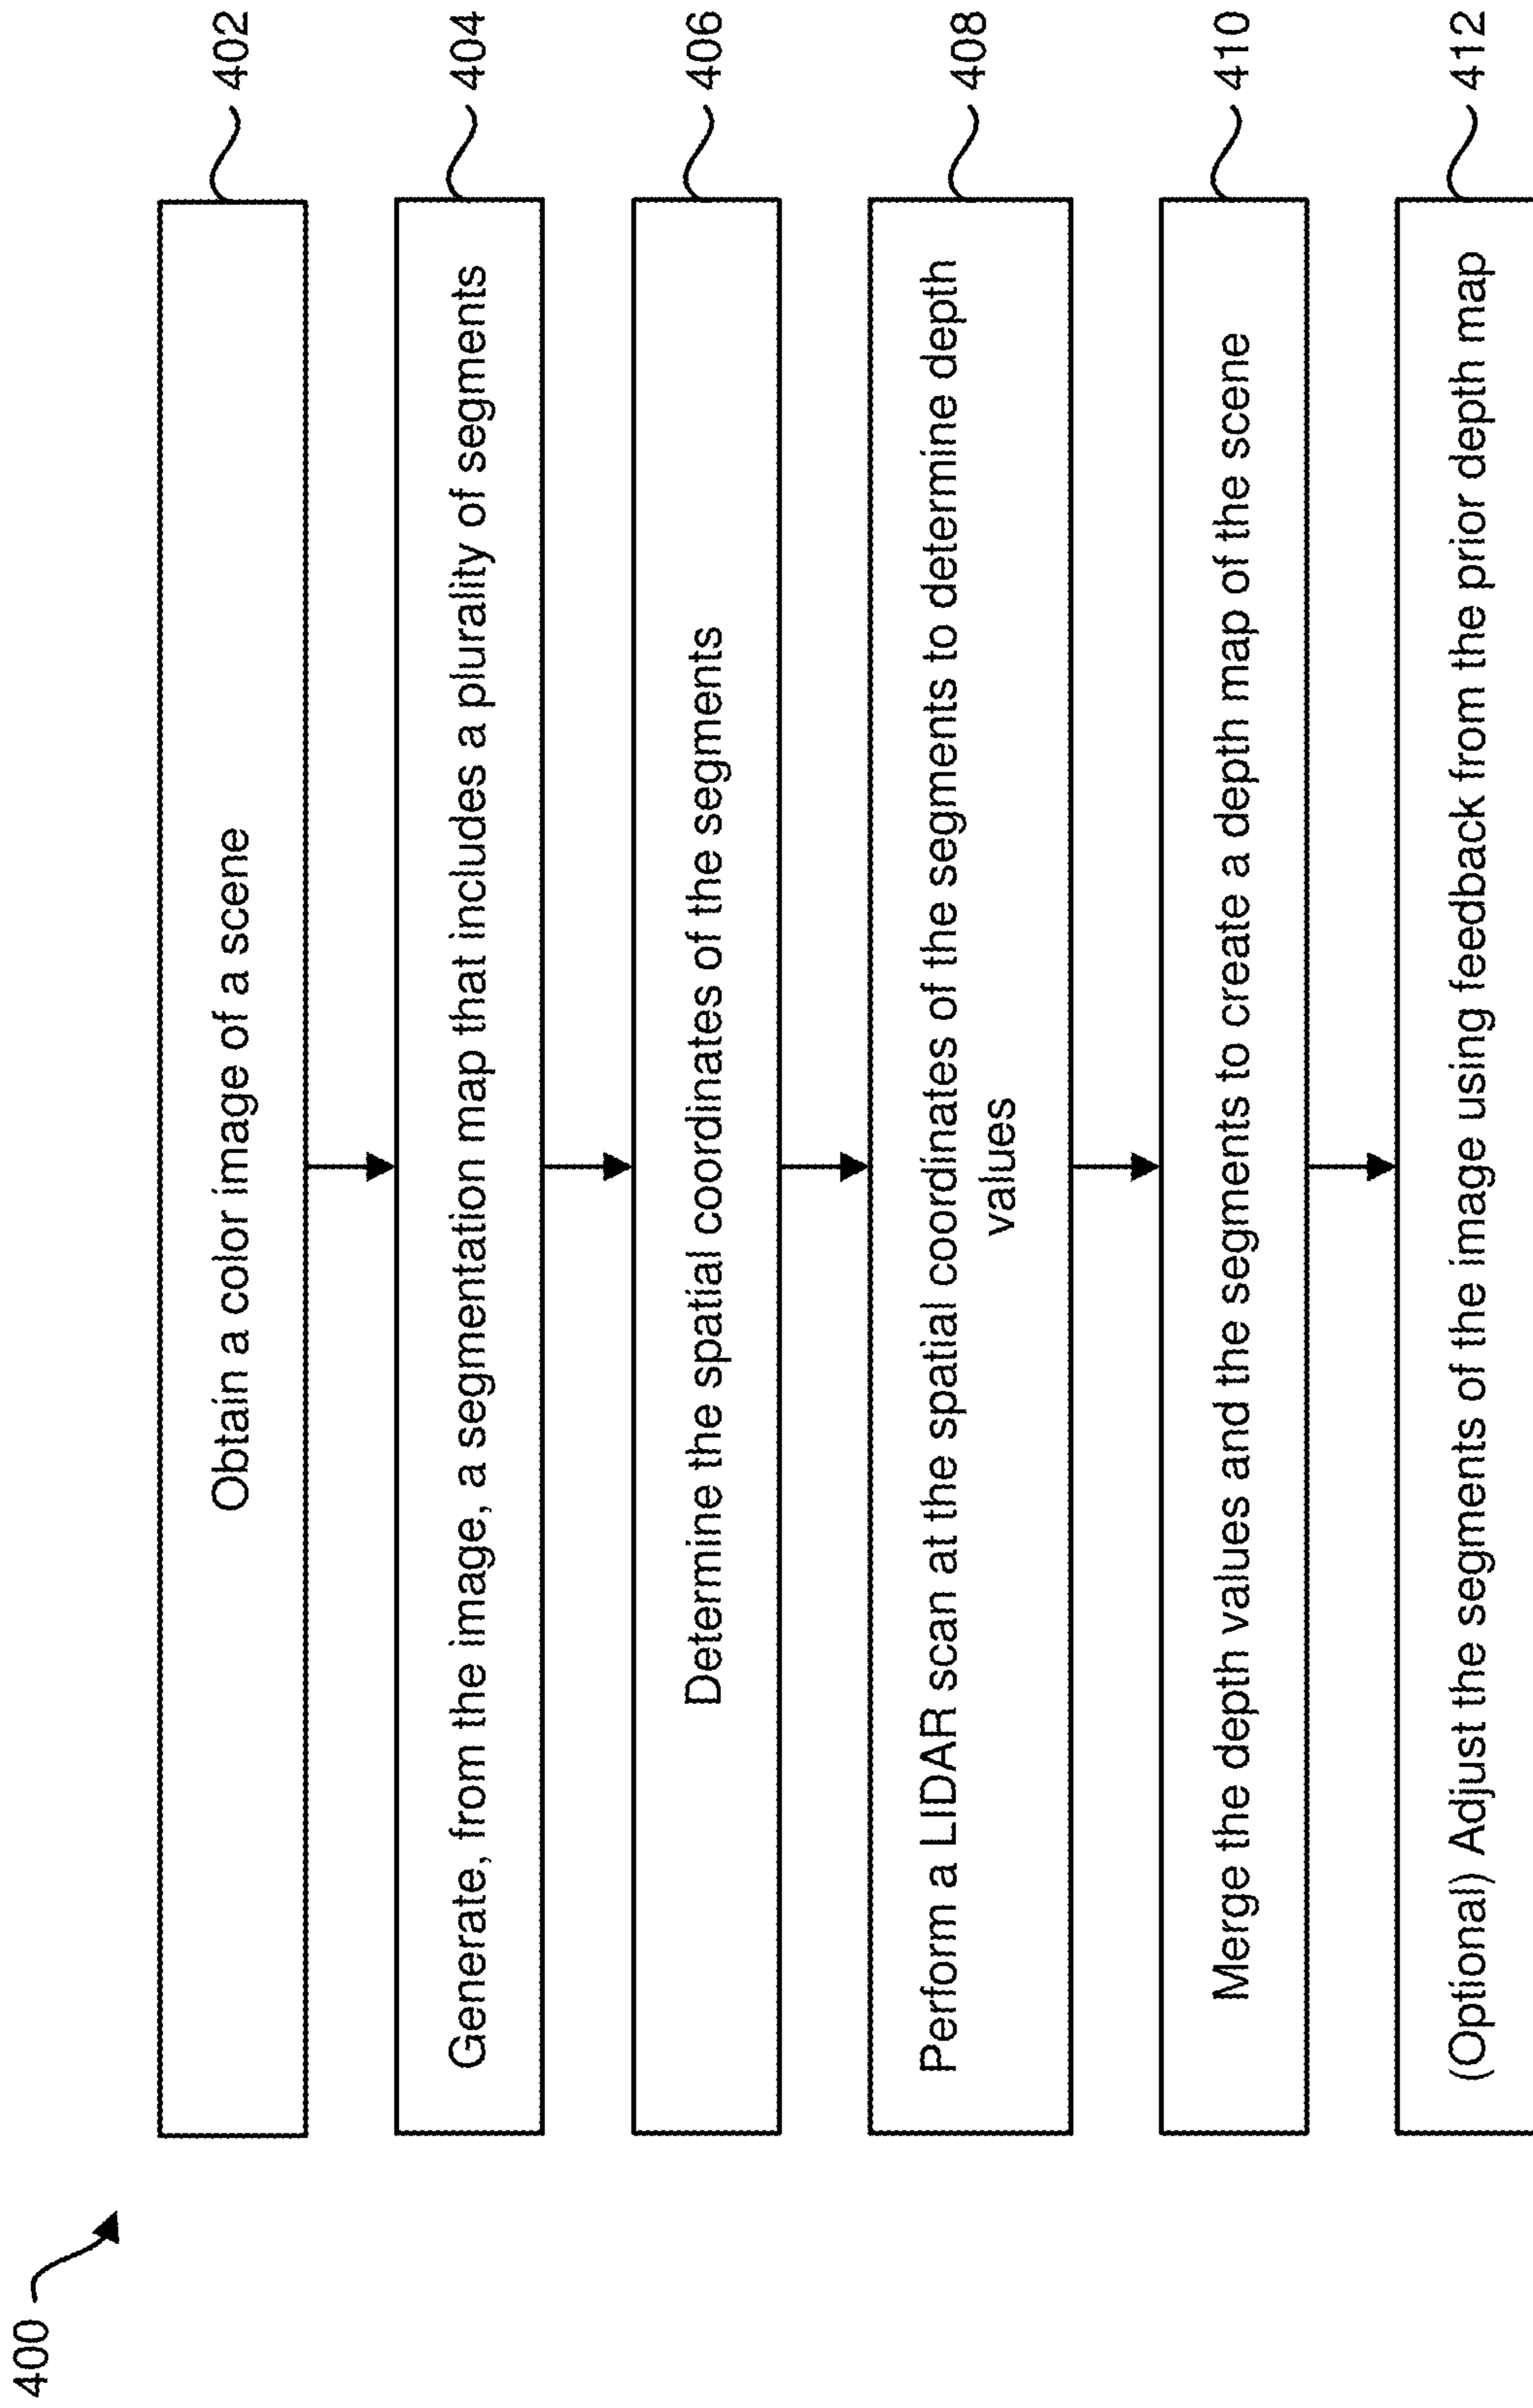 400
Obtain a color image of a scene
402
Generate, from the image, a segmentation map that includes a plurality of segments
404
Determine the spatial coordinates of the segments
406
Perform a LIDAR scan at the spatial coordinates of the segments to determine depth
values
408
Merge the depth values and the segments to create a depth map of the scene
410
(Optional) Adjust the segments of the image using feedback from the prior depth map
412